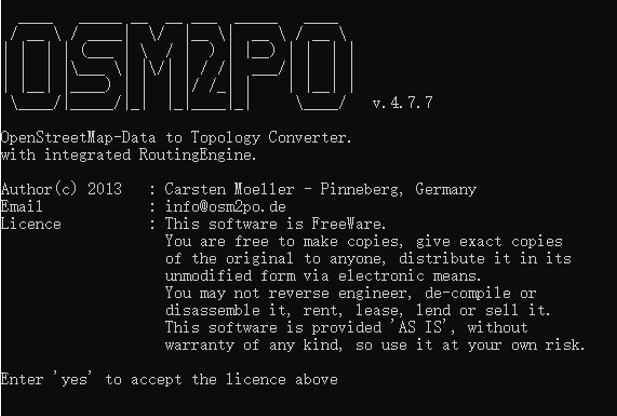 OSM2PO v.4.7.7
OpenStreetMap-Data to Topology Converter.
with integrated RoutingEngine.
Author(c) 2013 : Carsten Moeller - Pinneberg, Germany
Email : info@osm2po.de
Licence : This software is FreeWare.
You are free to make copies, give exact copies
of the original to anyone, distribute it in its
unmodified form via electronic means.
You may not reverse engineer, de-compile or
disassemble it, rent, lease, lend or sell it.
This software is provided 'AS IS', without
warranty of any kind, so use it at your own risk.
Enter 'yes' to accept the licence above